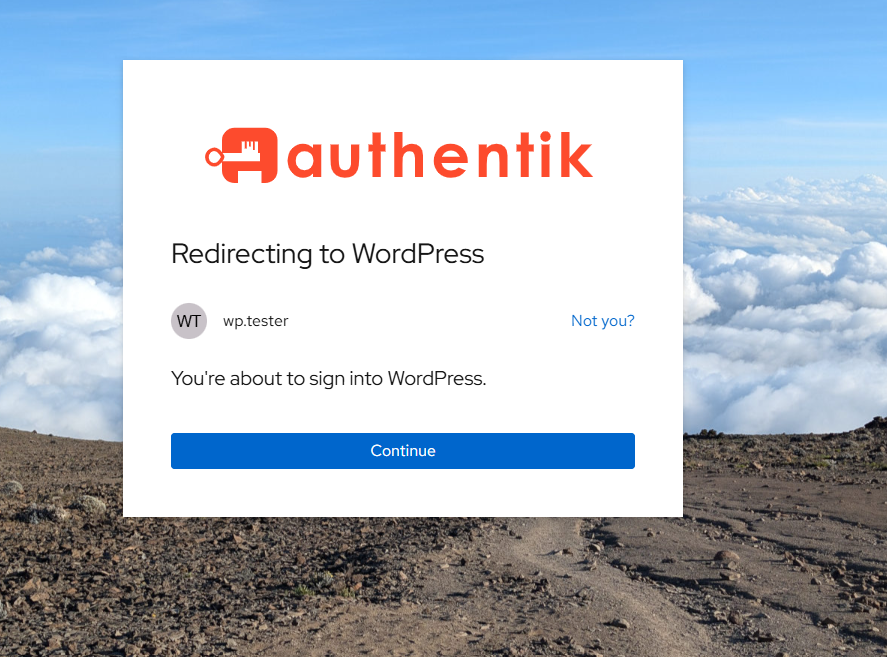 authentik
Redirecting to WordPress
WT wp.tester Not you?
You're about to sign into WordPress.
Continue